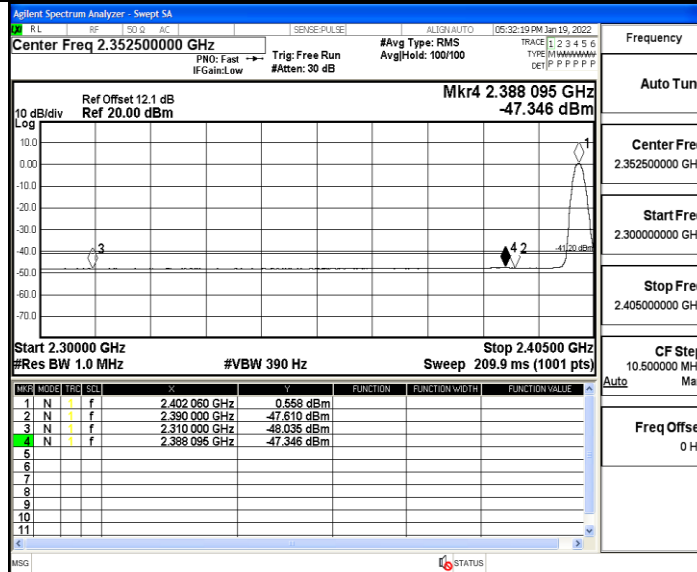 Agilent Spectrum Analyzer - Swept SA
RL RF 50 Ω AC SENSE:PULSE ALIGNAUTO 05:32:19 PM Jan 19, 2022
Center Freq 2.352500000 GHz
PNO: Fast
IFGain:Low
Trig: Free Run
#Atten: 30 dB
#Avg Type: RMS
Avg|Hold: 100/100
TRACE 1 2 3 4 5 6
TYPE M
DET P P P P P P
Ref Offset 12.1 dB
10 dB/div Ref 20.00 dBm
Log
Mkr4 2.388 095 GHz
-47.346 dBm
10.0
0.00
-10.0
-20.0
-30.0
-40.0
-50.0
-60.0
-70.0
1
3
4 2
-41.20 dBm
Start 2.30000 GHz Stop 2.40500 GHz
#Res BW 1.0 MHz #VBW 390 Hz Sweep 209.9 ms (1001 pts)
MKR MODE TRC SCL X Y FUNCTION FUNCTION WIDTH FUNCTION VALUE
1 N 1 f 2.402 060 GHz 0.558 dBm
2 N 1 f 2.390 000 GHz -47.610 dBm
3 N 1 f 2.310 000 GHz -48.035 dBm
4 N 1 f 2.388 095 GHz -47.346 dBm
5
6
7
8
9
10
11
MSG STATUS
Frequency
Auto Tun
Center Fre
2.352500000 GH
Start Fre
2.300000000 GH
Stop Fre
2.405000000 GH
CF Ste
10.500000 MH
Auto Ma
Freq Offse
0 H